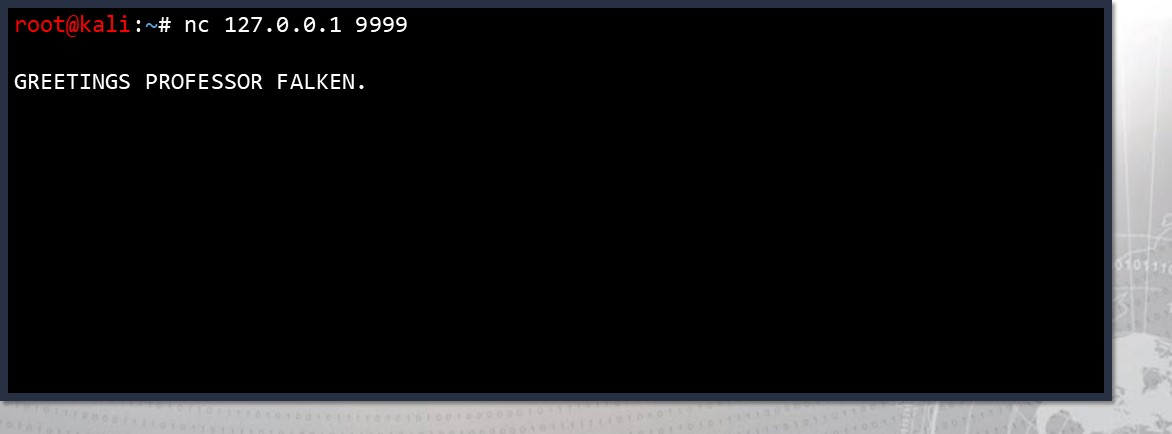 root@kali:~# nc 127.0.0.1 9999
GREETINGS PROFESSOR FALKEN.